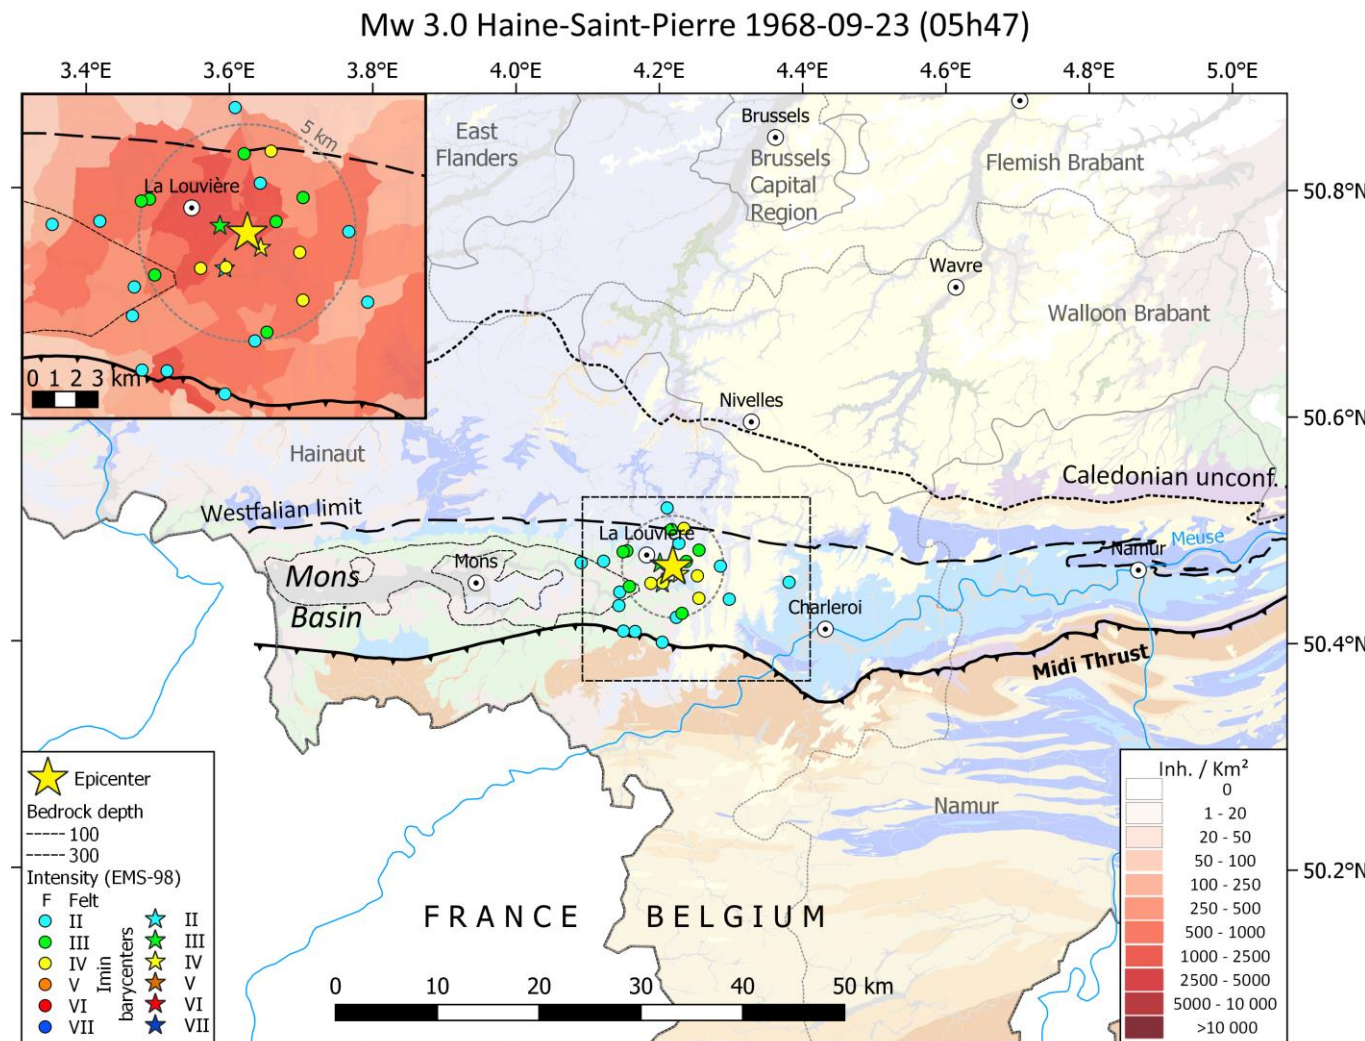 Mw 3.0 Haine-Saint-Pierre 1968-09-23 (05h47)
3.4°E 3.6°E 3.8°E 4.0°E 4.2°E 4.4°E 4.6°E 4.8°E 5.0°E
5 km
La Louvière
0 1 2 3 km
East
Flanders
Brussels
Brussels
Capital
Region
Flemish Brabant
50.8°N
Wavre
Walloon Brabant
Nivelles
50.6°N
Hainaut
Caledonian unconf.
Westfalian limit
La Louvière
Meuse
Namur
Mons
Mons
Basin
Charleroi
50.4°N
Midi Thrust
Namur
50.2°N
FRANCE BELGIUM
0 10 20 30 40 50 km
Epicenter
Bedrock depth
100
300
Intensity (EMS-98)
F Felt
II II
III III
IV IV
V V
VI VI
VII VII
Imin
barycenters
Inh. / Km²
0
1 - 20
20 - 50
50 - 100
100 - 250
250 - 500
500 - 1000
1000 - 2500
2500 - 5000
5000 - 10 000
>10 000